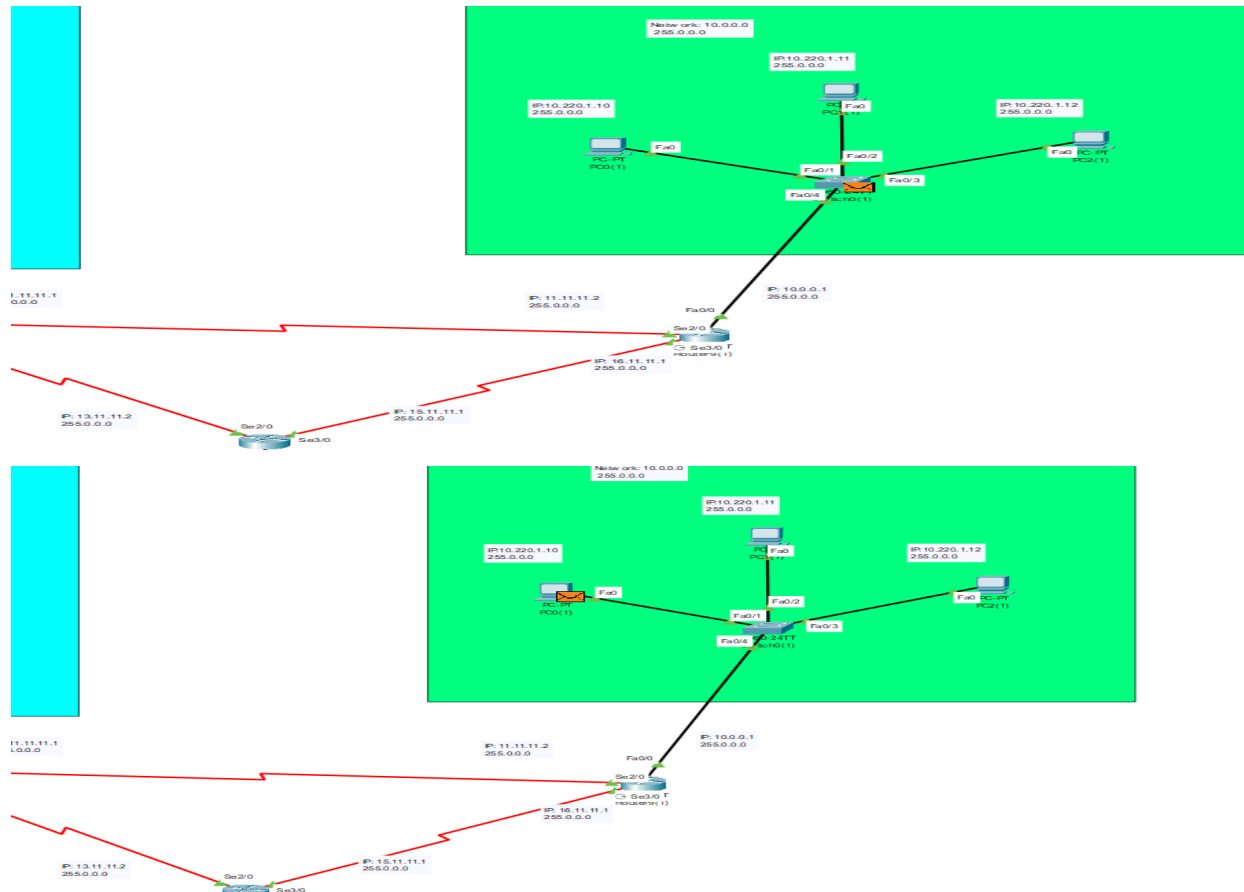 Network: 10.0.0.0
255.0.0.0
IP:10.220.1.11
255.0.0.0
IP:10.220.1.10
255.0.0.0
IP:10.220.1.12
255.0.0.0
Fa0
Fa0
Fa0
PC-PT
PC0(1)
PC-PT
PC2(1)
Fa0/2
Fa0/1
Fa0/3
Fa0/4
IP: 11.11.11.2
255.0.0.0
IP: 10.0.0.1
255.0.0.0
Fa0/0
Se2/0
Se3/0
IP: 16.11.11.1
255.0.0.0
IP: 13.11.11.2
255.0.0.0
IP: 15.11.11.1
255.0.0.0
Se2/0
Se3/0
Network: 10.0.0.0
255.0.0.0
IP:10.220.1.11
255.0.0.0
IP:10.220.1.10
255.0.0.0
IP:10.220.1.12
255.0.0.0
Fa0
Fa0
Fa0
PC-PT
PC0(1)
PC-PT
PC2(1)
Fa0/2
Fa0/1
Fa0/3
Fa0/4
IP: 11.11.11.2
255.0.0.0
IP: 10.0.0.1
255.0.0.0
Fa0/0
Se2/0
Se3/0
IP: 16.11.11.1
255.0.0.0
IP: 13.11.11.2
255.0.0.0
IP: 15.11.11.1
255.0.0.0
Se2/0
Se3/0